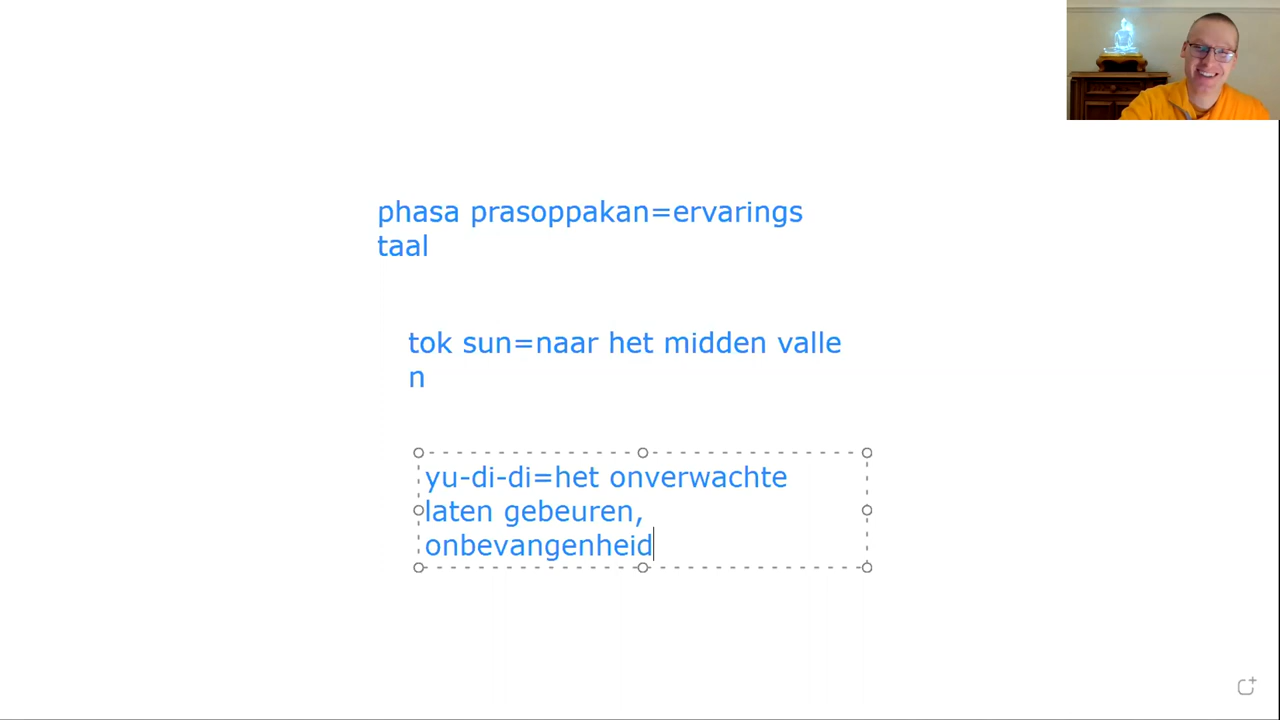 phasa prasoppakan=ervarings
taal
tok sun=naar het midden valle
n
yu-di-di=het onverwachte
laten gebeuren,
onbevangenheid